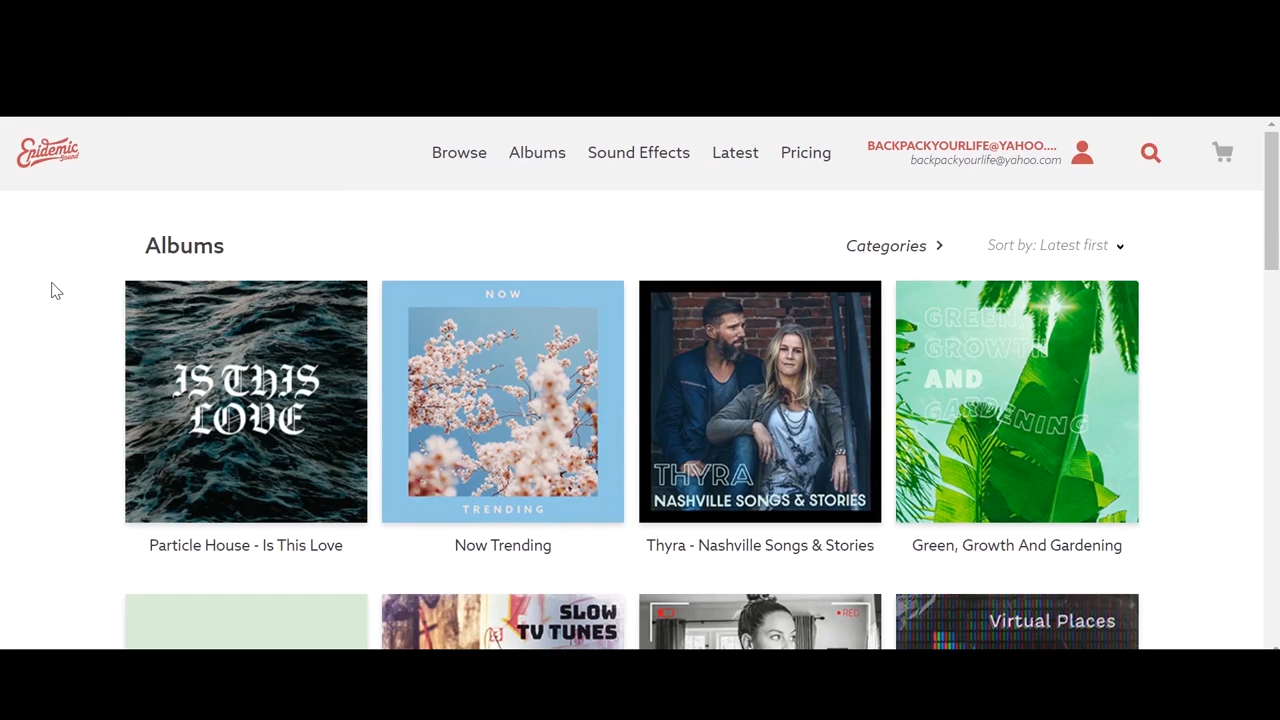 Epidemic
Sound
Browse
Albums
Sound Effects
Latest
Pricing
BACKPACKYOURLIFE@YAHOO....
backpackyourlife@yahoo.com
Albums
Categories
Sort by: Latest first
IS THIS
LOVE
NOW
TRENDING
THYRA
NASHVILLE SONGS & STORIES
GREEN,
GROWTH
AND
GARDENING
Particle House - Is This Love
Now Trending
Thyra - Nashville Songs & Stories
Green, Growth And Gardening
SLOW
TV TUNES
REC
Virtual Places